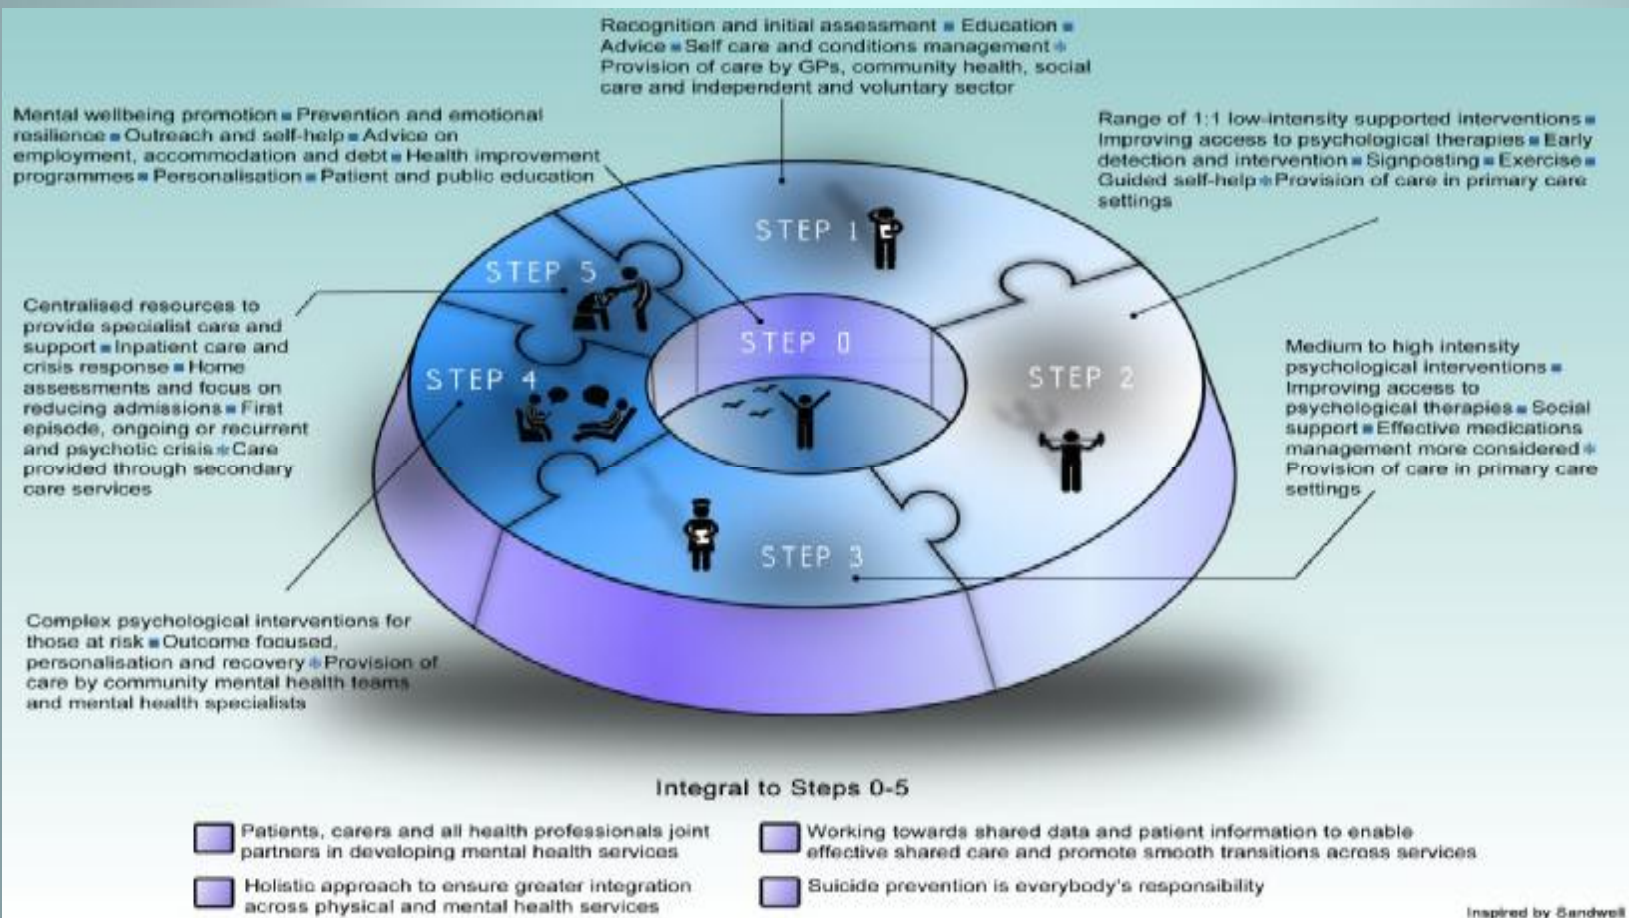 Recognition and initial assessment ■ Education ■
Advice ■ Self care and conditions management ✱
Provision of care by GPs, community health, social
care and independent and voluntary sector
Mental wellbeing promotion ■ Prevention and emotional
resilience ■ Outreach and self-help ■ Advice on
employment, accommodation and debt ■ Health improvement
programmes ■ Personalisation ■ Patient and public education
Range of 1:1 low-intensity supported interventions ■
Improving access to psychological therapies ■ Early
detection and intervention ■ Signposting ■ Exercise ■
Guided self-help ✱ Provision of care in primary care
settings
STEP 1
STEP 5
STEP 0
STEP 4
STEP 2
STEP 3
Centralised resources to
provide specialist care and
support ■ Inpatient care and
crisis response ■ Home
assessments and focus on
reducing admissions ■ First
episode, ongoing or recurrent
and psychotic crisis ✱ Care
provided through secondary
care services
Medium to high intensity
psychological interventions ■
Improving access to
psychological therapies ■ Social
support ■ Effective medications
management more considered ✱
Provision of care in primary care
settings
Complex psychological interventions for
those at risk ■ Outcome focused,
personalisation and recovery ✱ Provision of
care by community mental health teams
and mental health specialists
Integral to Steps 0-5
Patients, carers and all health professionals joint
partners in developing mental health services
Holistic approach to ensure greater integration
across physical and mental health services
Working towards shared data and patient information to enable
effective shared care and promote smooth transitions across services
Suicide prevention is everybody's responsibility
Inspired by Sandwell